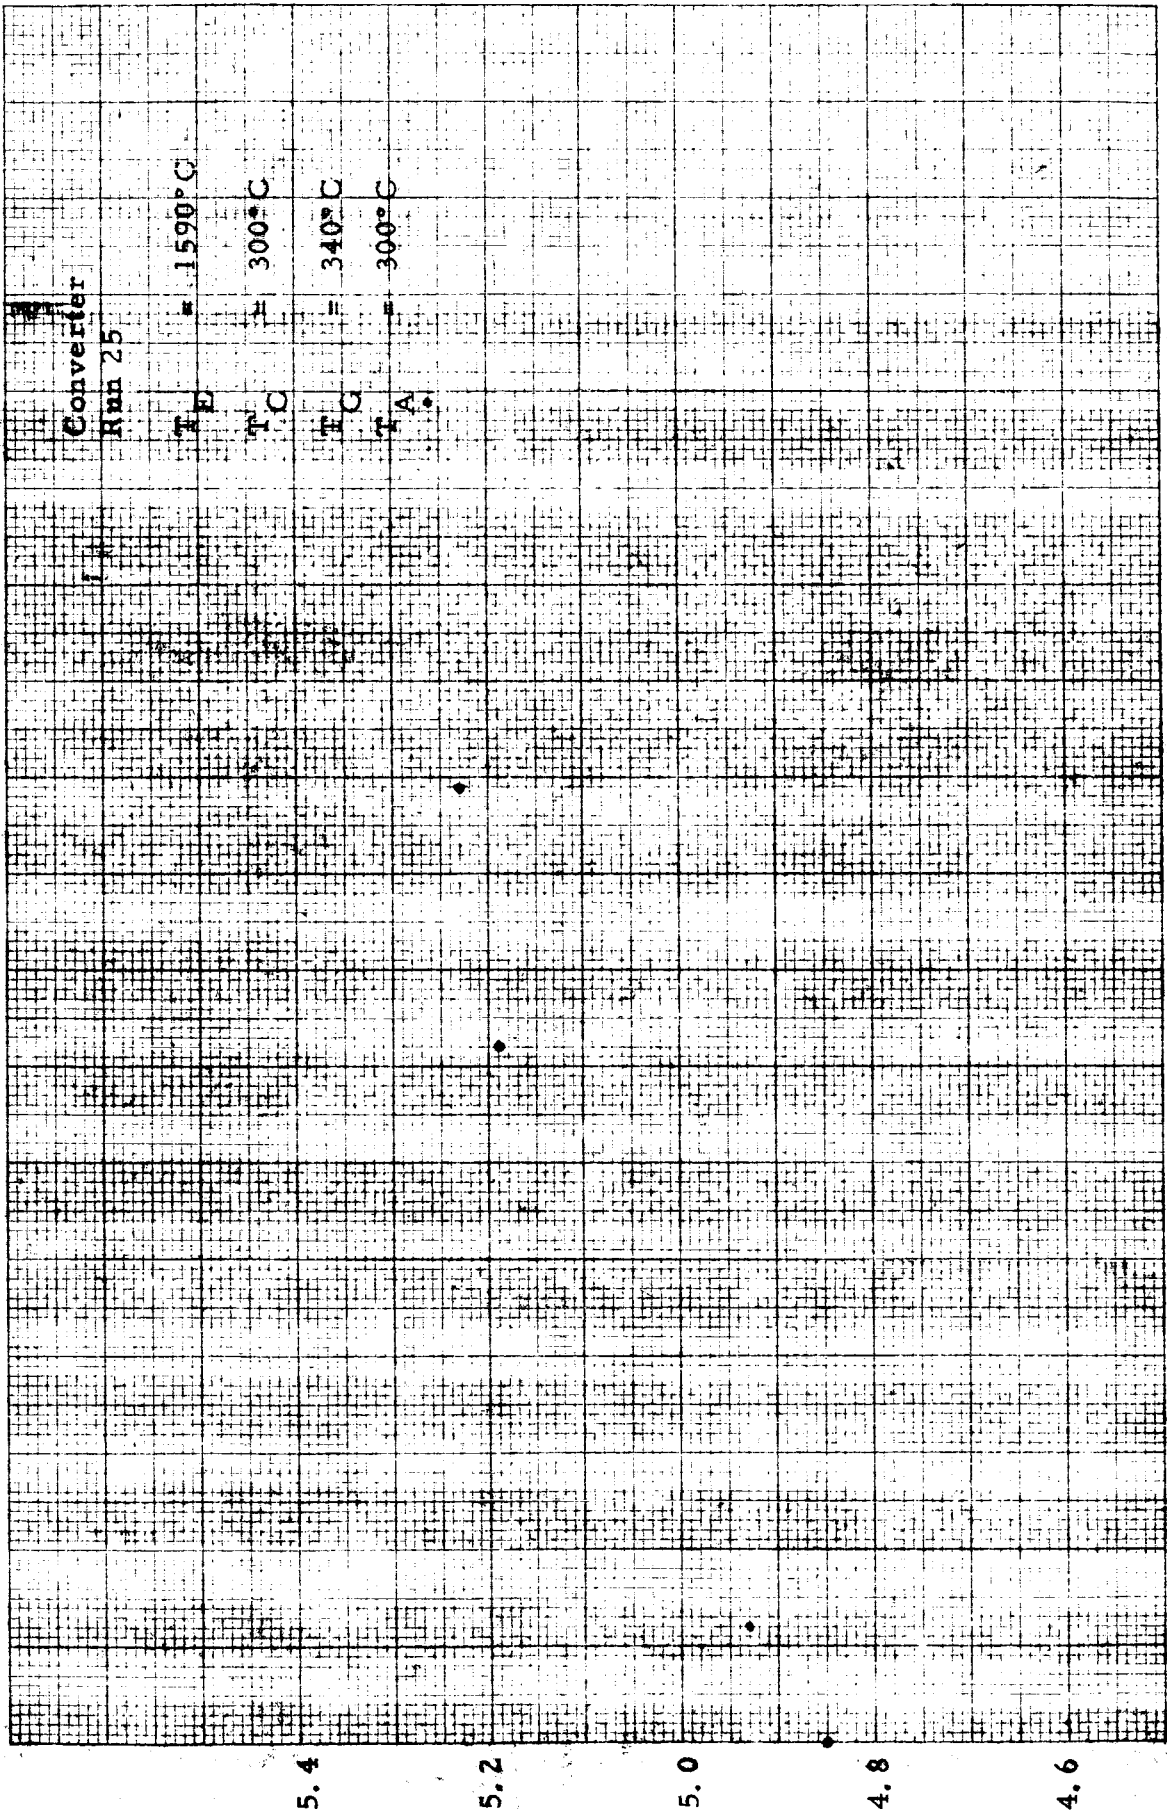 Converter
Run 25
T_E = 1590°C
T_C = 300°C
T_G = 340°C
T_A = 300°C
5.4
5.2
5.0
4.8
4.6